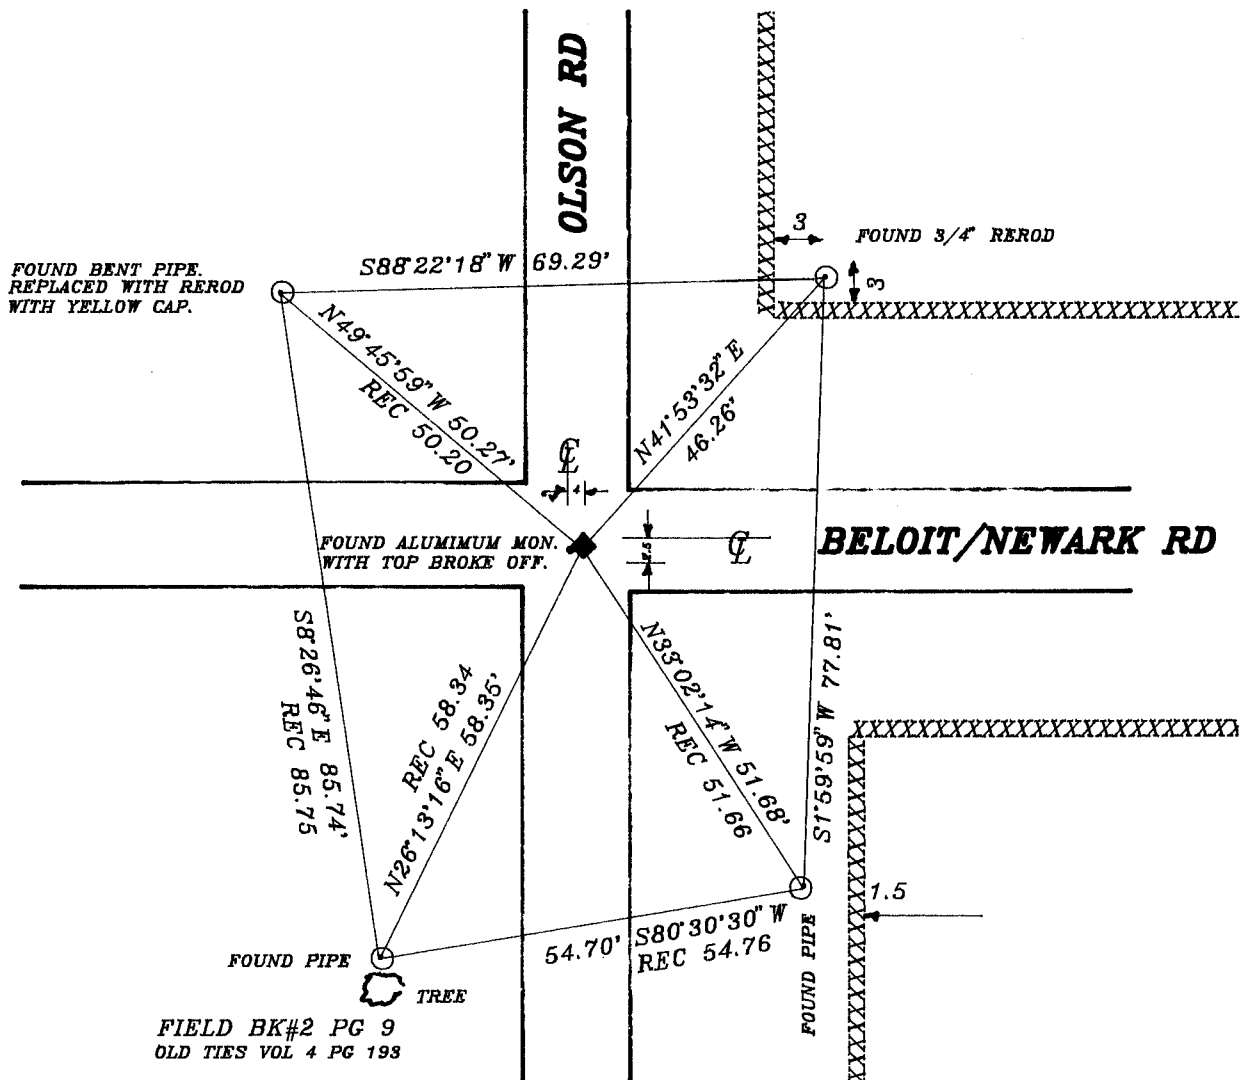 OLSON RD
3
FOUND 3/4" REROD
3
S88°22'18" W 69.29'
FOUND BENT PIPE.
REPLACED WITH REROD
WITH YELLOW CAP.
N49°45'59" W 50.27'
REC 50.20
N41°53'32" E
46.26'
CL
4
FOUND ALUMIMUM MON.
WITH TOP BROKE OFF.
CL
BELOIT/NEWARK RD
S8°26'46" E 85.74'
REC 85.75
REC 58.34
N26°13'16" E 58.35'
N33°02'14" W 51.68'
REC 51.66
S1°59'59" W 77.81'
1.5
54.70' S80°30'30" W
REC 54.76
FOUND PIPE
FOUND PIPE
TREE
FIELD BK#2 PG 9
OLD TIES VOL 4 PG 193